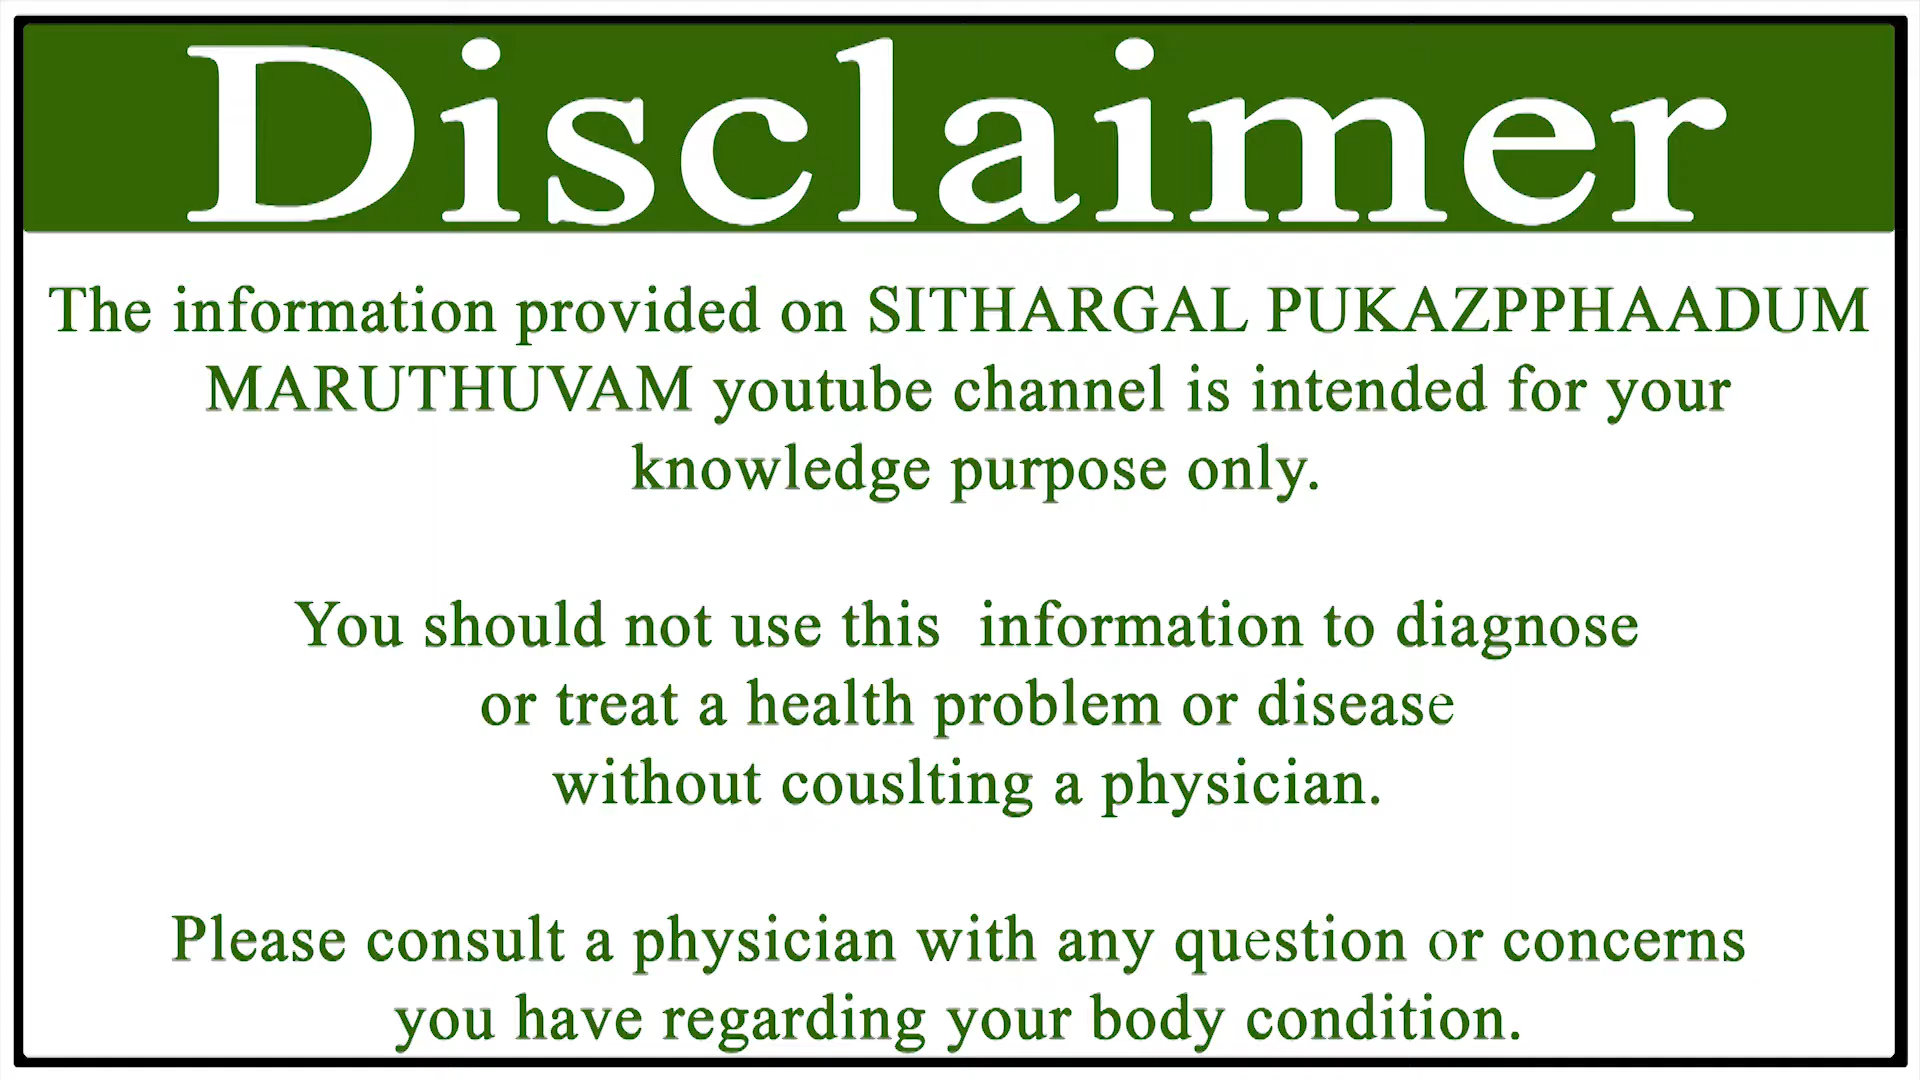 Disclaimer
The information provided on SITHARGAL PUKAZPPHAADUM
MARUTHUVAM youtube channel is intended for your
knowledge purpose only.
You should not use this information to diagnose
or treat a health problem or disease
without couslting a physician.
Please consult a physician with any question or concerns
you have regarding your body condition.